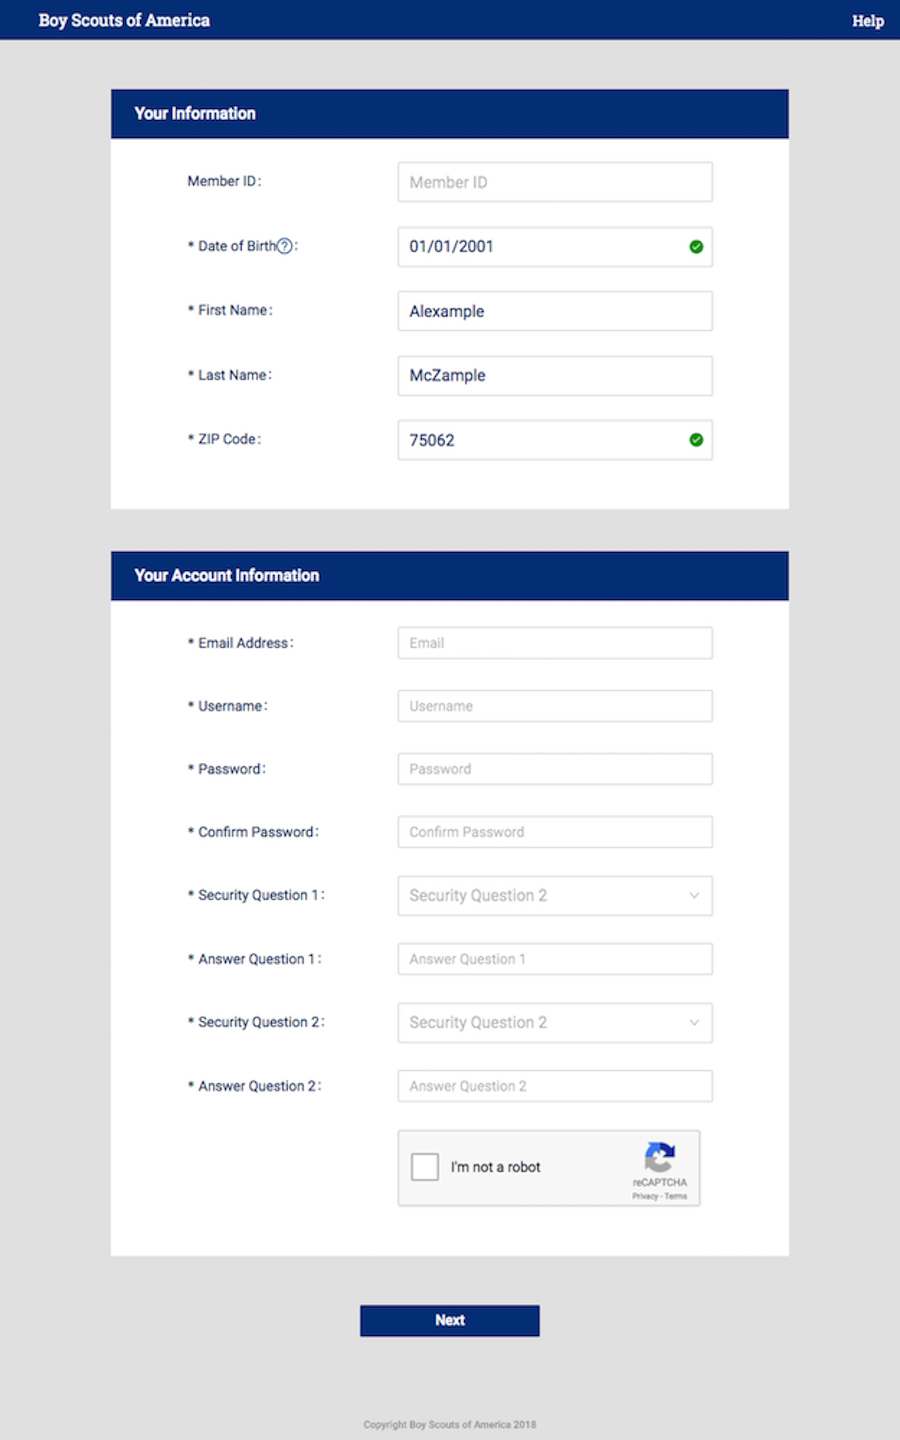 Boy Scouts of America Help
Your Information
Member ID: Member ID
* Date of Birth?: 01/01/2001
* First Name: Alexample
* Last Name: McZample
* ZIP Code: 75062
Your Account Information
* Email Address: Email
* Username: Username
* Password: Password
* Confirm Password: Confirm Password
* Security Question 1: Security Question 2
* Answer Question 1: Answer Question 1
* Security Question 2: Security Question 2
* Answer Question 2: Answer Question 2
I'm not a robot
reCAPTCHA
Privacy - Terms
Next
Copyright Boy Scouts of America 2018